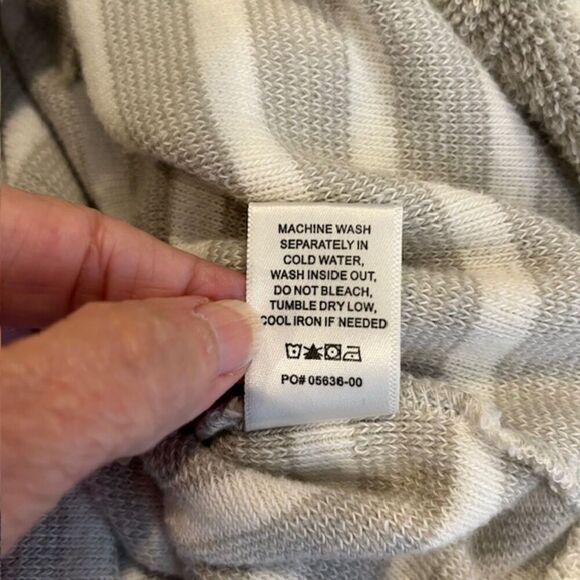 MACHINE WASH
SEPARATELY IN
COLD WATER,
WASH INSIDE OUT,
DO NOT BLEACH,
TUMBLE DRY LOW,
COOL IRON IF NEEDED
PO# 05636-00